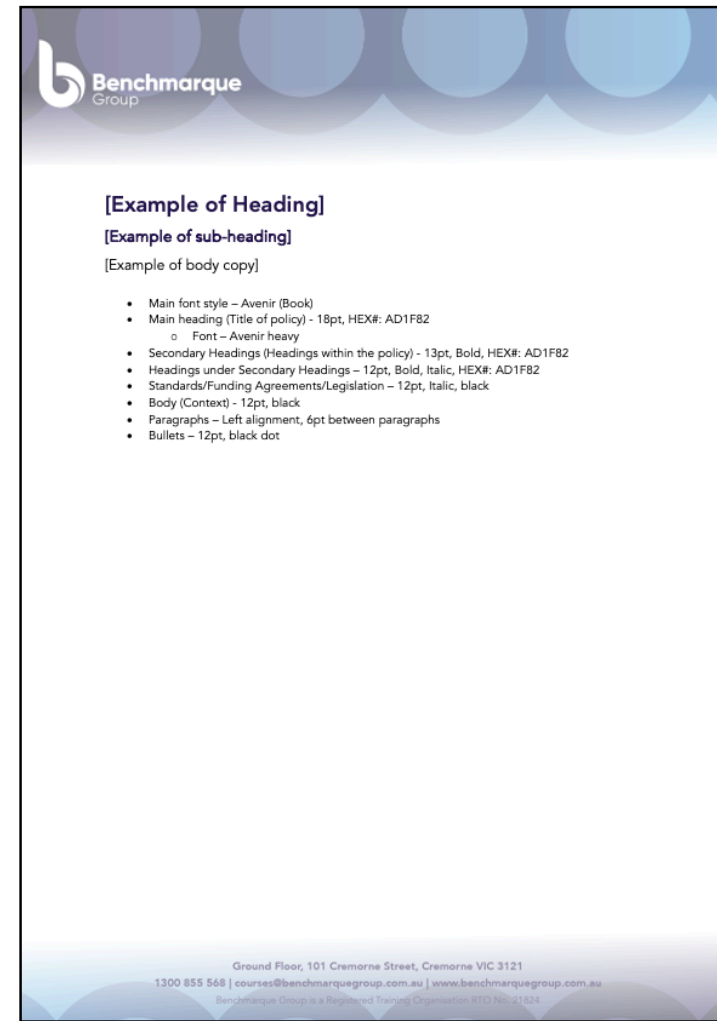 Benchmarque
Group
[Example of Heading]
[Example of sub-heading]
[Example of body copy]
• Main font style – Avenir (Book)
• Main heading (Title of policy) - 18pt, HEX#: AD1F82
o Font – Avenir heavy
• Secondary Headings (Headings within the policy) - 13pt, Bold, HEX#: AD1F82
• Headings under Secondary Headings – 12pt, Bold, Italic, HEX#: AD1F82
• Standards/Funding Agreements/Legislation – 12pt, Italic, black
• Body (Context) - 12pt, black
• Paragraphs – Left alignment, 6pt between paragraphs
• Bullets – 12pt, black dot
Ground Floor, 101 Cremorne Street, Cremorne VIC 3121
1300 855 568 | courses@benchmarquegroup.com.au | www.benchmarquegroup.com.au
Benchmarque Group is a Registered Training Organisation RTO No. 21824